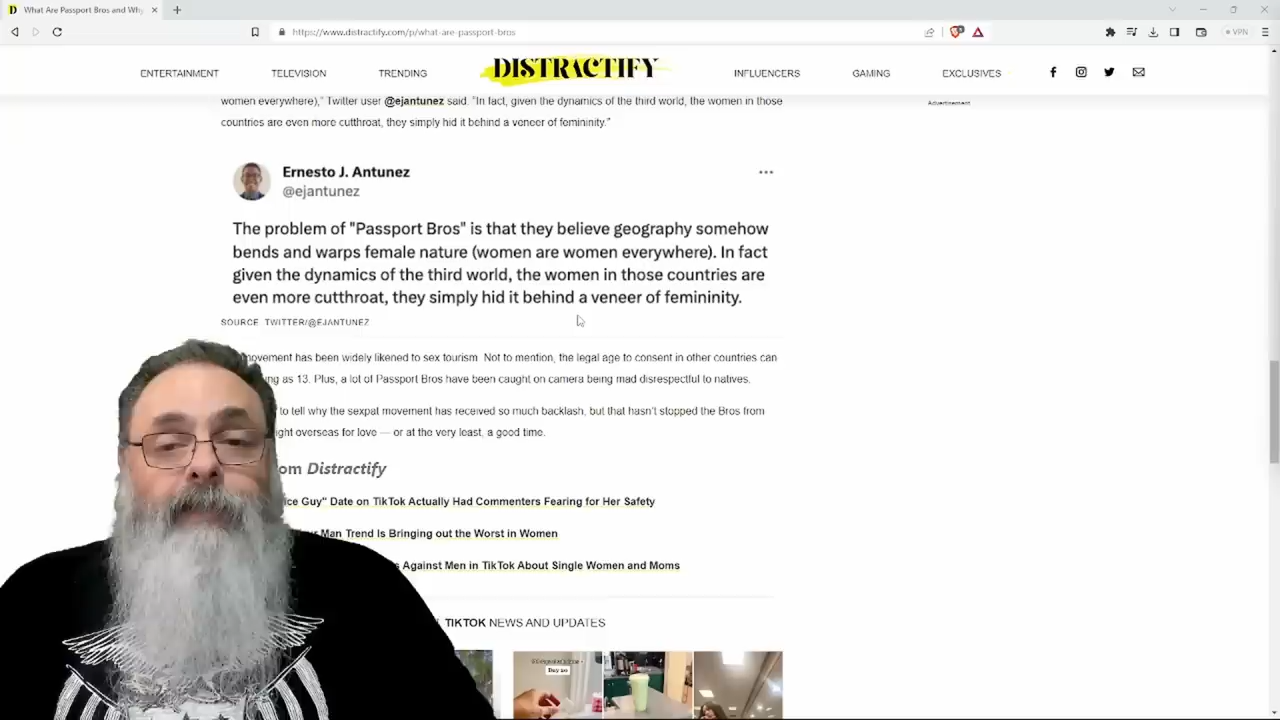 D What Are Passport Bros and Why
https://www.distractify.com/p/what-are-passport-bros
VPN
ENTERTAINMENT TELEVISION TRENDING DISTRACTIFY INFLUENCERS GAMING EXCLUSIVES
women everywhere)," Twitter user @ejantunez said. "In fact, given the dynamics of the third world, the women in those
Advertisement
countries are even more cutthroat, they simply hid it behind a veneer of femininity."
Ernesto J. Antunez
@ejantunez
The problem of "Passport Bros" is that they believe geography somehow
bends and warps female nature (women are women everywhere). In fact
given the dynamics of the third world, the women in those countries are
even more cutthroat, they simply hid it behind a veneer of femininity.
SOURCE: TWITTER/@EJANTUNEZ
movement has been widely likened to sex tourism. Not to mention, the legal age to consent in other countries can
as 13. Plus, a lot of Passport Bros have been caught on camera being mad disrespectful to natives.
to tell why the sexpat movement has received so much backlash, but that hasn't stopped the Bros from
overseas for love — or at the very least, a good time.
Distractify
Guy" Date on TikTok Actually Had Commenters Fearing for Her Safety
Man Trend Is Bringing out the Worst in Women
Against Men in TikTok About Single Women and Moms
TIKTOK NEWS AND UPDATES